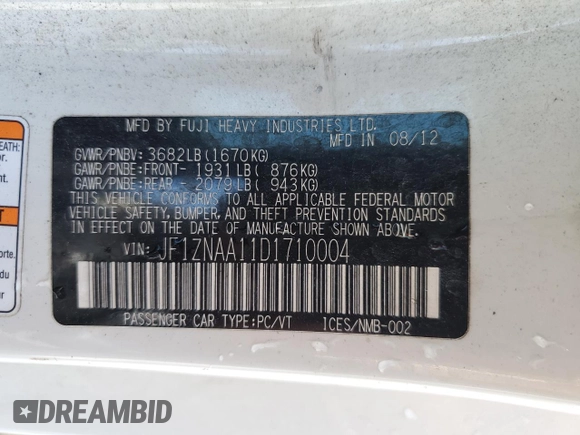 MFD BY FUJI HEAVY INDUSTRIES LTD.
MFD IN 08/12
GVWR/PNBV: 3682LB(1670KG)
GAWR/PNBE:FRONT- 1931LB( 876KG)
GAWR/PNBE:REAR - 2079LB( 943KG)
THIS VEHICLE CONFORMS TO ALL APPLICABLE FEDERAL MOTOR
VEHICLE SAFETY, BUMPER, AND THEFT PREVENTION STANDARDS
IN EFFECT ON THE DATE OF MANUFACTURE SHOWN ABOVE.
VIN: JF1ZNAA11D1710004
PASSENGER CAR TYPE:PC/VT ICES/NMB-002
EATH:
or.
r.
orte.
DREAMBID